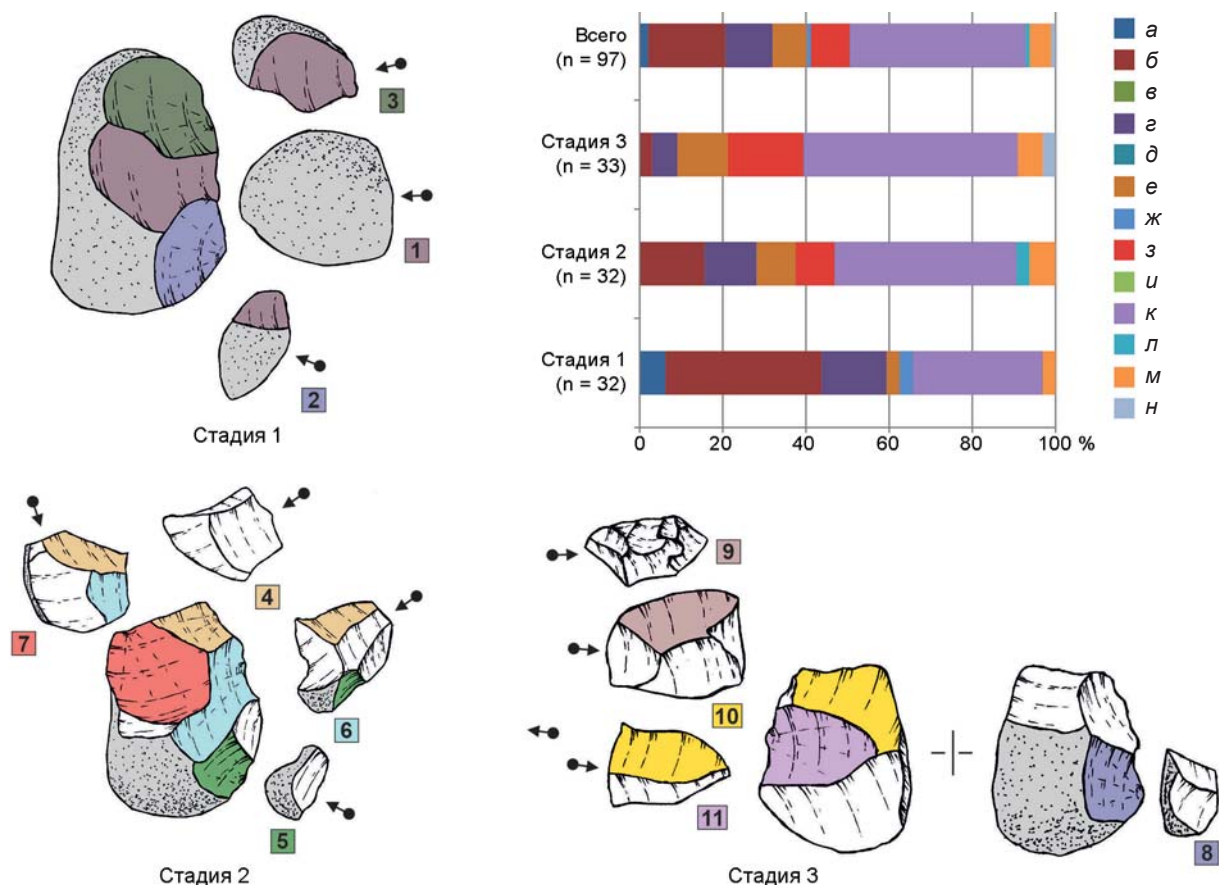 3
1
2
Стадия 1
Всего
(n = 97)
Стадия 3
(n = 33)
Стадия 2
(n = 32)
Стадия 1
(n = 32)
0 20 40 60 80 100 %
а
б
в
г
д
е
ж
з
и
к
л
м
н
4
7
6
5
Стадия 2
9
10
11
8
Стадия 3